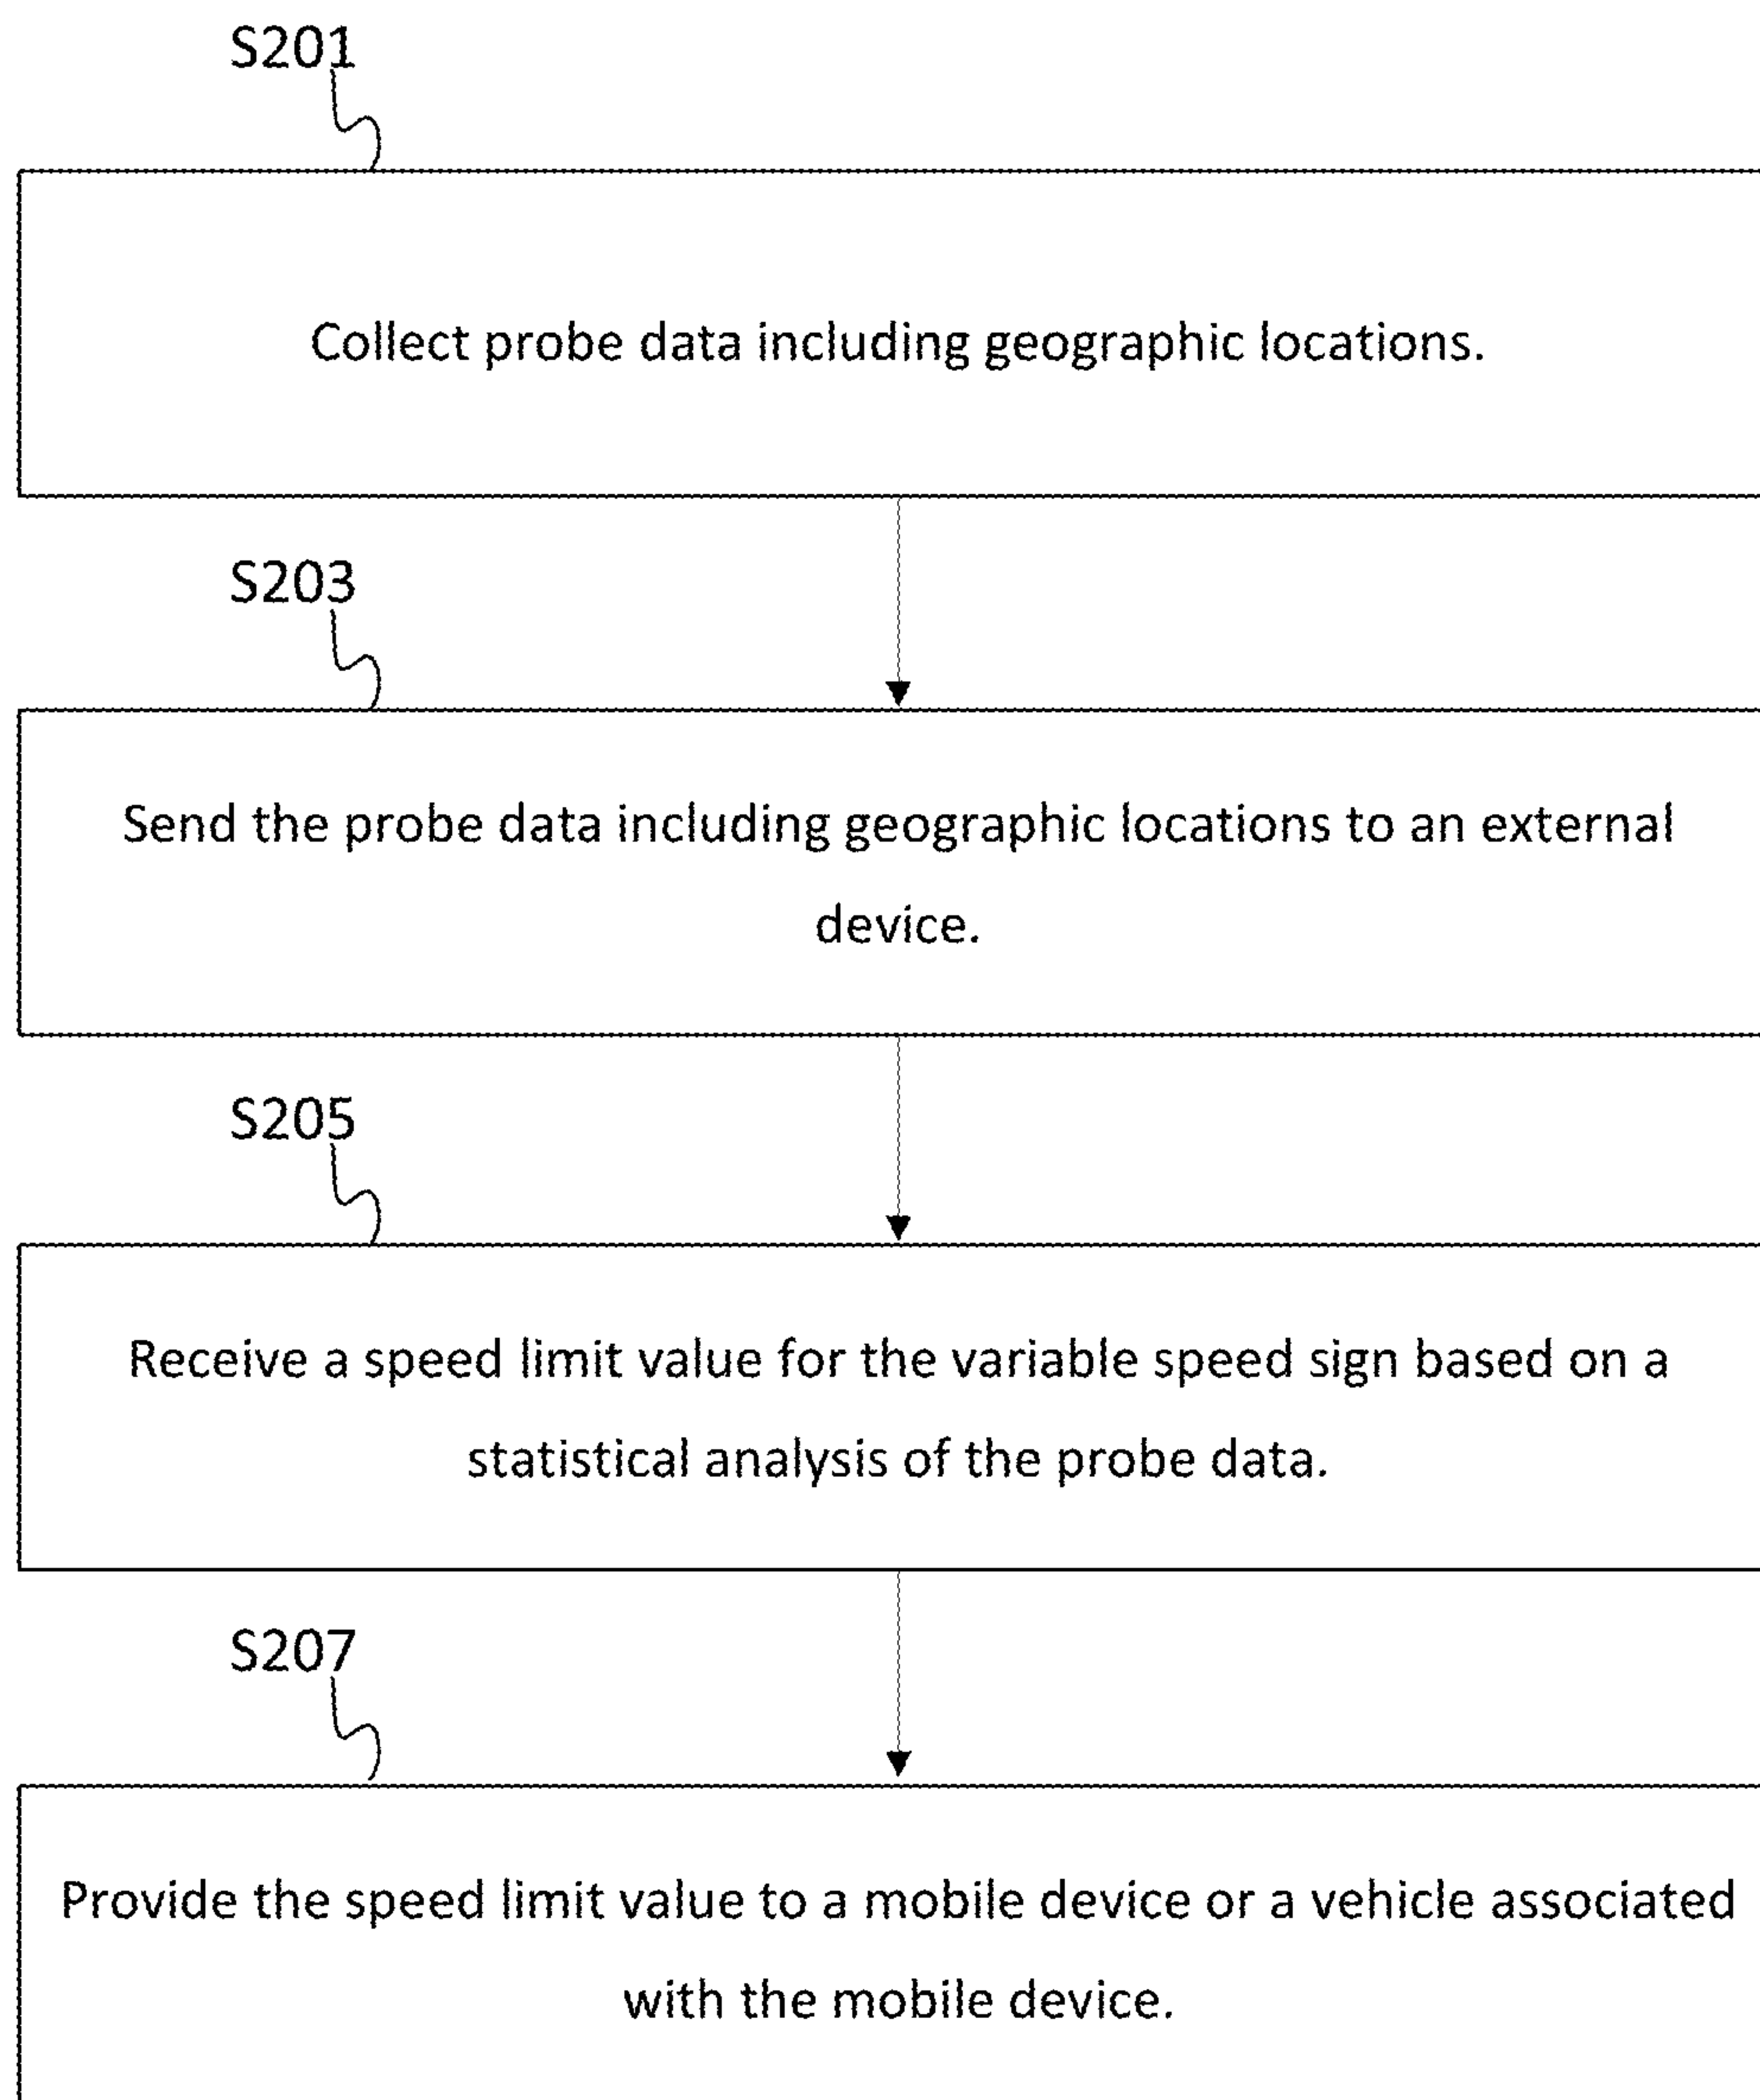 S201
Collect probe data including geographic locations.
S203
Send the probe data including geographic locations to an external
device.
S205
Receive a speed limit value for the variable speed sign based on a
statistical analysis of the probe data.
S207
Provide the speed limit value to a mobile device or a vehicle associated
with the mobile device.